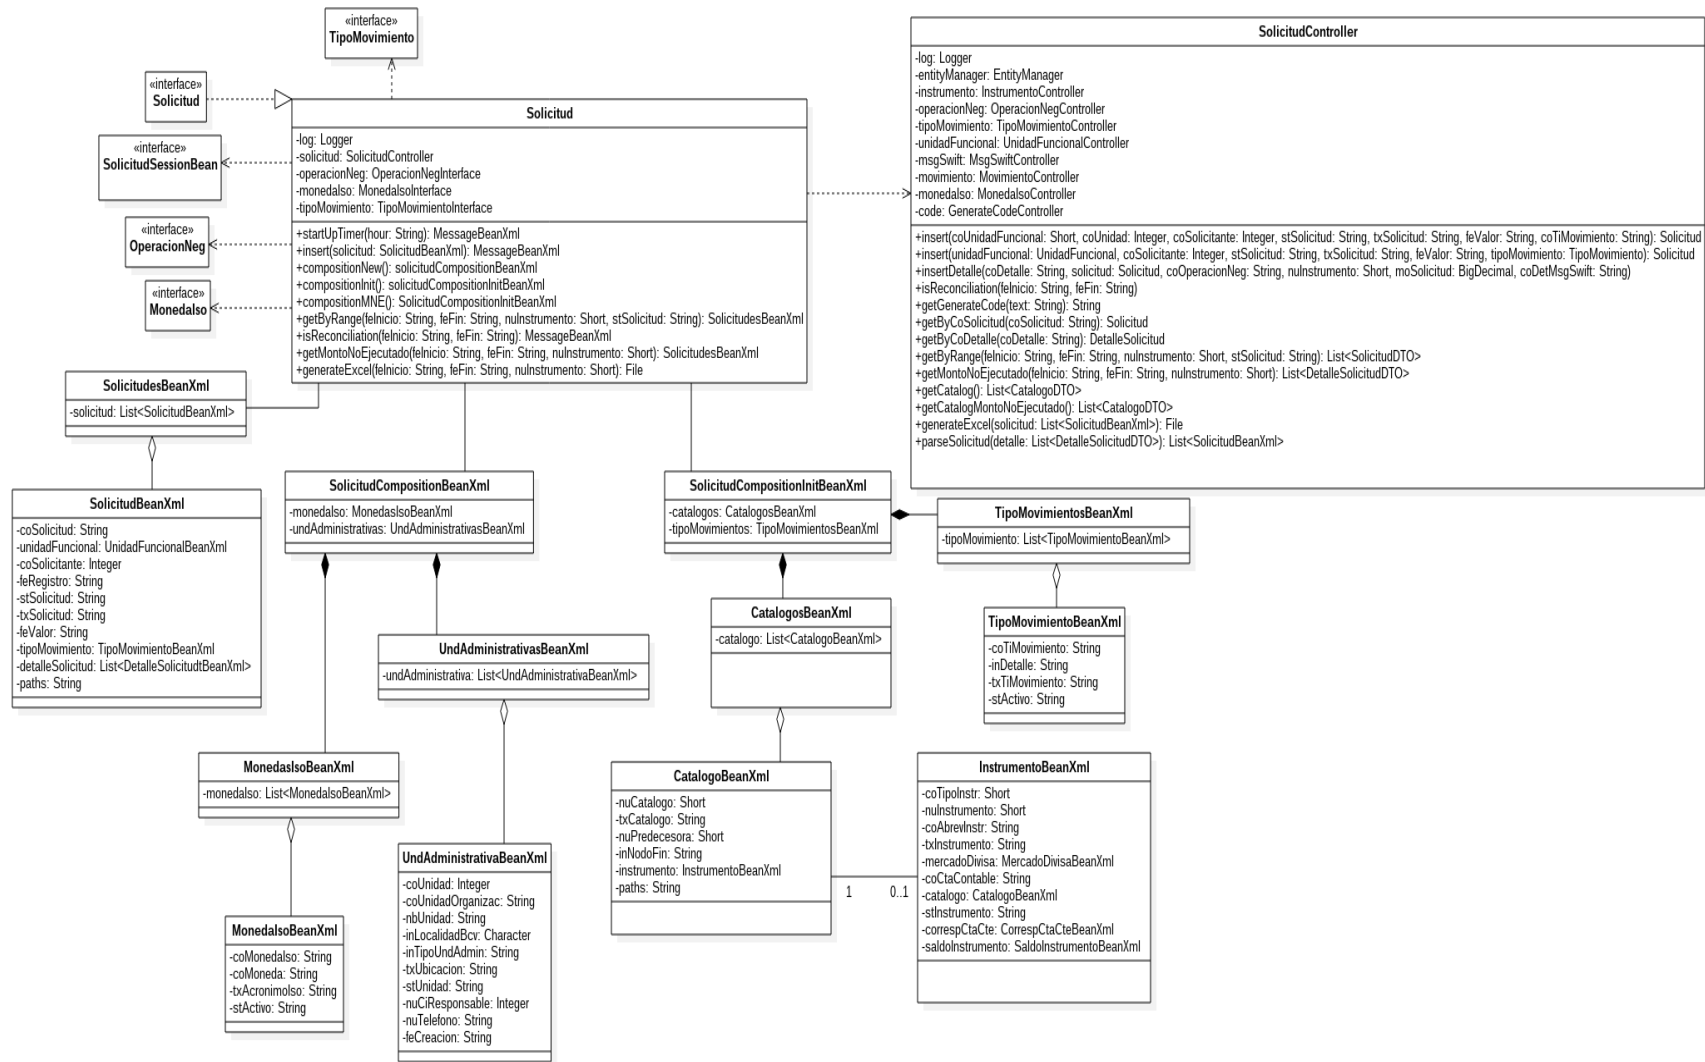 «interface»
TipoMovimiento
«interface»
Solicitud
«interface»
SolicitudSessionBean
«interface»
OperacionNeg
«interface»
MonedaIso
Solicitud
-log: Logger
-solicitud: SolicitudController
-operacionNeg: OperacionNegInterface
-monedaIso: MonedaIsoInterface
-tipoMovimiento: TipoMovimientoInterface
+startUpTimer(hour: String): MessageBeanXml
+insert(solicitud: SolicitudBeanXml): MessageBeanXml
+compositionNew(): solicitudCompositionBeanXml
+compositionInit(): solicitudCompositionInitBeanXml
+compositionMNE(): SolicitudCompositionInitBeanXml
+getByRange(feInicio: String, feFin: String, nuInstrumento: Short, stSolicitud: String): SolicitudesBeanXml
+isReconciliation(feInicio: String, feFin: String): MessageBeanXml
+getMontoNoEjecutado(feInicio: String, feFin: String, nuInstrumento: Short): SolicitudesBeanXml
+generateExcel(feInicio: String, feFin: String, nuInstrumento: Short): File
SolicitudController
-log: Logger
-entityManager: EntityManager
-instrumento: InstrumentoController
-operacionNeg: OperacionNegController
-tipoMovimiento: TipoMovimientoController
-unidadFuncional: UnidadFuncionalController
-msgSwift: MsgSwiftController
-movimiento: MovimientoController
-monedaIso: MonedaIsoController
-code: GenerateCodeController
+insert(coUnidadFuncional: Short, coUnidad: Integer, coSolicitante: Integer, stSolicitud: String, txSolicitud: String, feValor: String, coTiMovimiento: String): Solicitud
+insert(unidadFuncional: UnidadFuncional, coSolicitante: Integer, stSolicitud: String, txSolicitud: String, feValor: String, tipoMovimiento: TipoMovimiento): Solicitud
+insertDetalle(coDetalle: String, solicitud: Solicitud, coOperacionNeg: String, nuInstrumento: Short, moSolicitud: BigDecimal, coDetMsgSwift: String)
+isReconciliation(feInicio: String, feFin: String)
+getGenerateCode(text: String): String
+getByCoSolicitud(coSolicitud: String): Solicitud
+getByCoDetalle(coDetalle: String): DetalleSolicitud
+getByRange(feInicio: String, feFin: String, nuInstrumento: Short, stSolicitud: String): List<SolicitudDTO>
+getMontoNoEjecutado(feInicio: String, feFin: String, nuInstrumento: Short): List<DetalleSolicitudDTO>
+getCatalog(): List<CatalogoDTO>
+getCatalogMontoNoEjecutado(): List<CatalogoDTO>
+generateExcel(solicitud: List<SolicitudBeanXml>): File
+parseSolicitud(detalle: List<DetalleSolicitudDTO>): List<SolicitudBeanXml>
SolicitudesBeanXml
-solicitud: List<SolicitudBeanXml>
SolicitudBeanXml
-coSolicitud: String
-unidadFuncional: UnidadFuncionalBeanXml
-coSolicitante: Integer
-feRegistro: String
-stSolicitud: String
-txSolicitud: String
-feValor: String
-tipoMovimiento: TipoMovimientoBeanXml
-detalleSolicitud: List<DetalleSolicitudtBeanXml>
-paths: String
SolicitudCompositionBeanXml
-monedaIso: MonedasIsoBeanXml
-undAdministrativas: UndAdministrativasBeanXml
SolicitudCompositionInitBeanXml
-catalogos: CatalogosBeanXml
-tipoMovimientos: TipoMovimientosBeanXml
TipoMovimientosBeanXml
-tipoMovimiento: List<TipoMovimientoBeanXml>
TipoMovimientoBeanXml
-coTiMovimiento: String
-inDetalle: String
-txTiMovimiento: String
-stActivo: String
CatalogosBeanXml
-catalogo: List<CatalogoBeanXml>
UndAdministrativasBeanXml
-undAdministrativa: List<UndAdministrativaBeanXml>
MonedasIsoBeanXml
-monedaIso: List<MonedaIsoBeanXml>
CatalogoBeanXml
-nuCatalogo: Short
-txCatalogo: String
-nuPredecesora: Short
-inNodoFin: String
-instrumento: InstrumentoBeanXml
-paths: String
1
0..1
InstrumentoBeanXml
-coTipoInstr: Short
-nuInstrumento: Short
-coAbrevInstr: String
-txInstrumento: String
-mercadoDivisa: MercadoDivisaBeanXml
-coCtaContable: String
-catalogo: CatalogoBeanXml
-stInstrumento: String
-correspCtaCte: CorrespCtaCteBeanXml
-saldoInstrumento: SaldoInstrumentoBeanXml
UndAdministrativaBeanXml
-coUnidad: Integer
-coUnidadOrganizac: String
-nbUnidad: String
-inLocalidadBcv: Character
-inTipoUndAdmin: String
-txUbicacion: String
-stUnidad: String
-nuCiResponsable: Integer
-nuTelefono: String
-feCreacion: String
MonedaIsoBeanXml
-coMonedaIso: String
-coMoneda: String
-txAcronimoIso: String
-stActivo: String